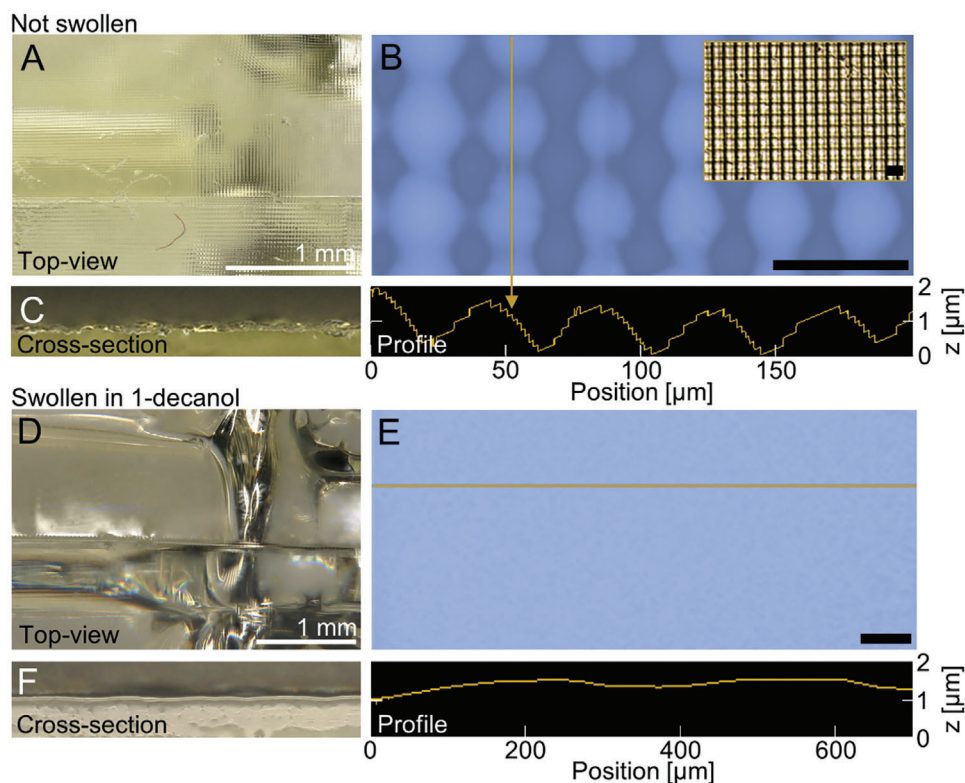 Not swollen
A
B
Top-view
1 mm
C
Cross-section
Profile
2
1
0
z [µm]
0 50 100 150
Position [µm]
Swollen in 1-decanol
D
E
Top-view
1 mm
F
Cross-section
Profile
2
1
0
z [µm]
0 200 400 600
Position [µm]